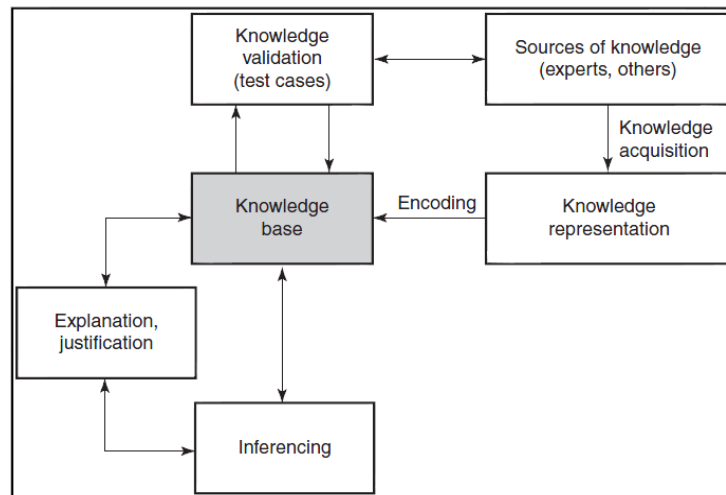 Knowledge
validation
(test cases)
Sources of knowledge
(experts, others)
Knowledge
acquisition
Knowledge
base
Encoding
Knowledge
representation
Explanation,
justification
Inferencing